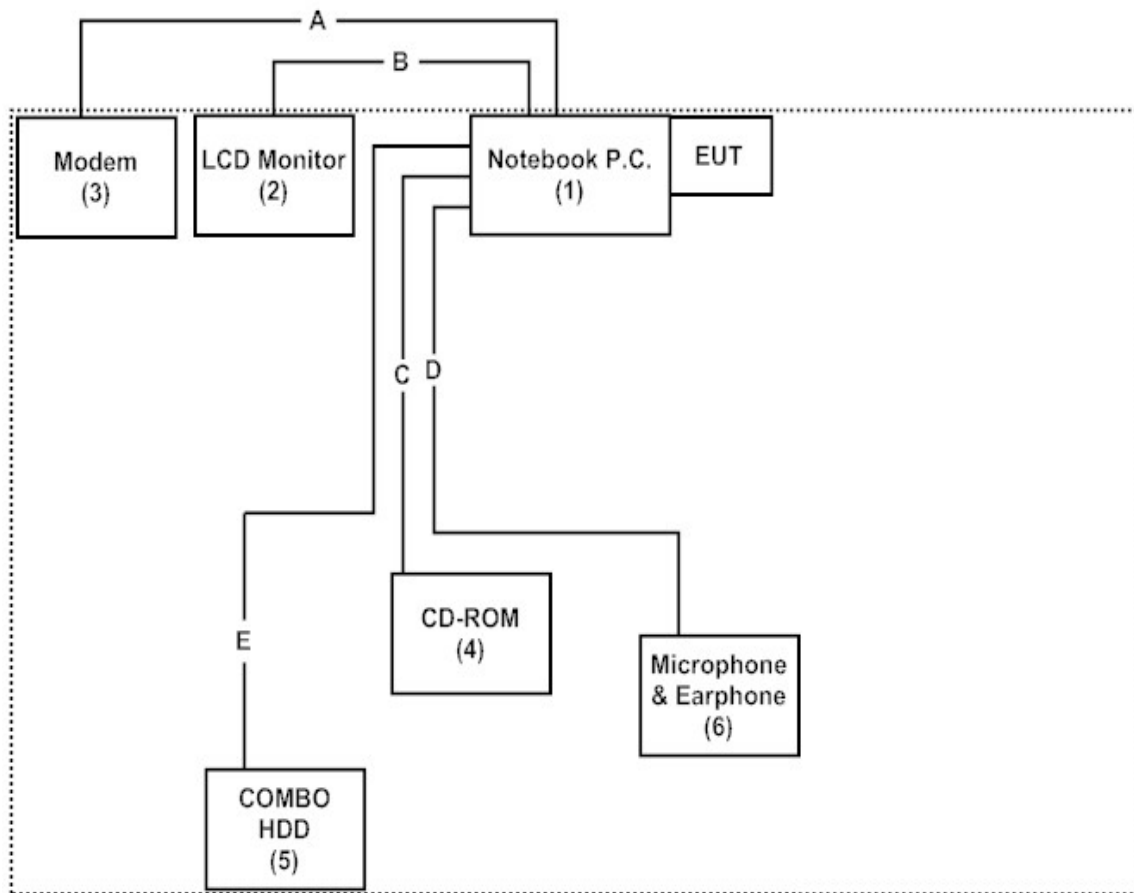 A
B
Modem
(3)
LCD Monitor
(2)
Notebook P.C.
(1)
EUT
C
D
E
CD-ROM
(4)
Microphone
& Earphone
(6)
COMBO
HDD
(5)